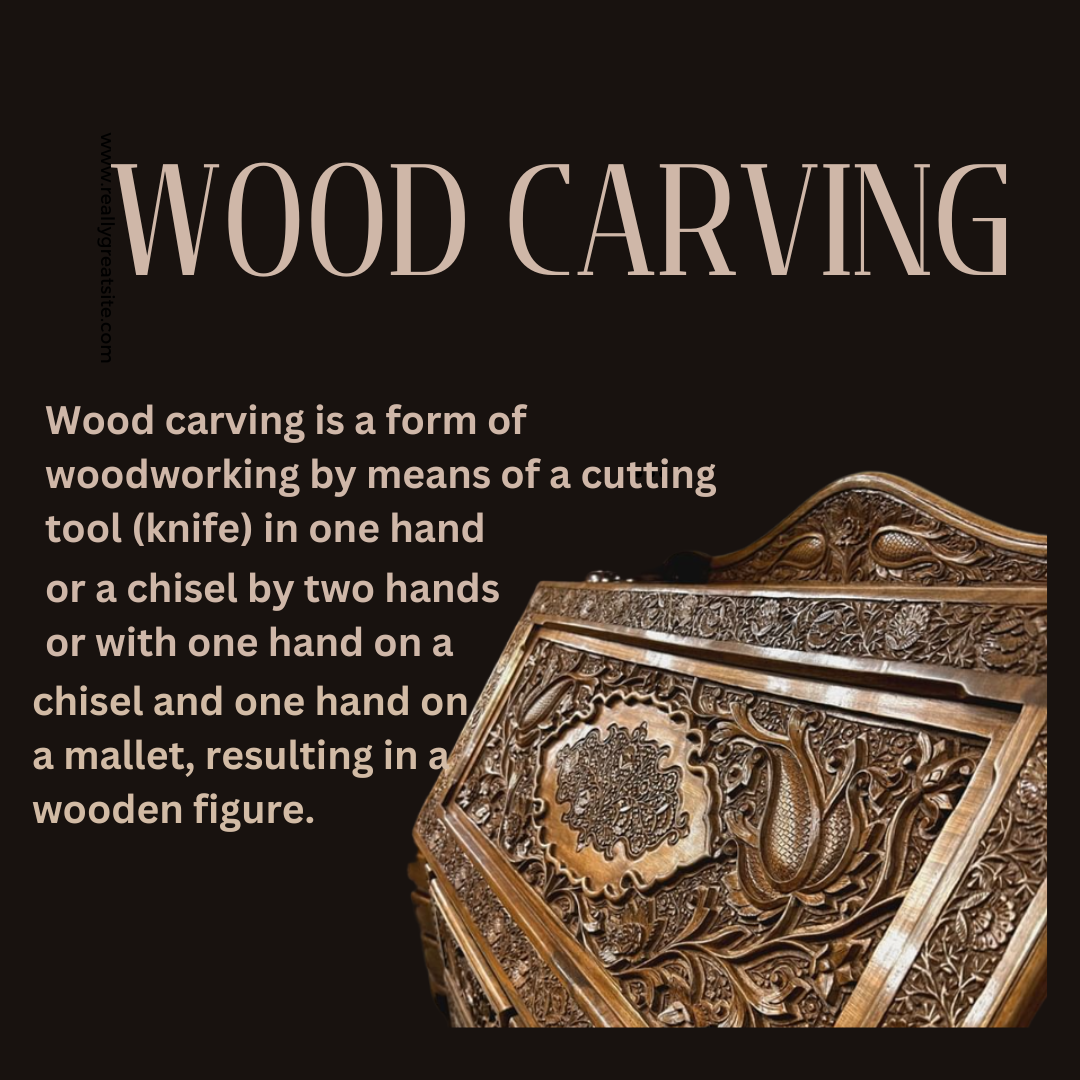 www.reallygreatsite.com
WOOD CARVING
Wood carving is a form of
woodworking by means of a cutting
tool (knife) in one hand
or a chisel by two hands
or with one hand on a
chisel and one hand on
a mallet, resulting in a
wooden figure.